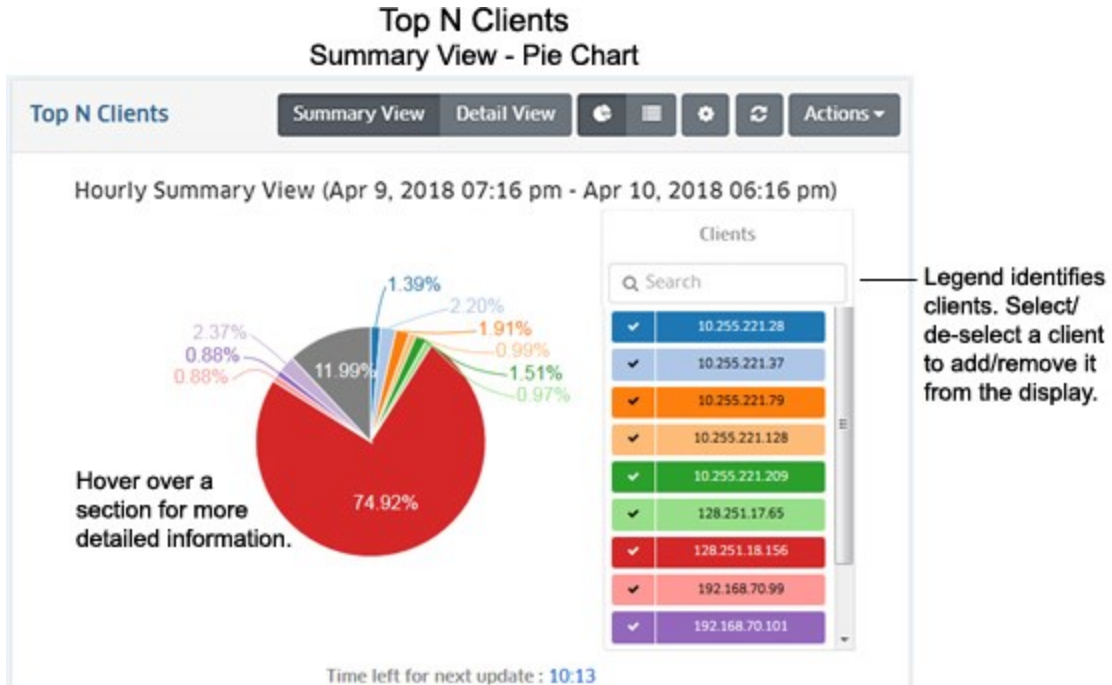 Top N Clients
Summary View - Pie Chart
Top N Clients
Summary View
Detail View
Actions
Hourly Summary View (Apr 9, 2018 07:16 pm - Apr 10, 2018 06:16 pm)
Clients
Search
10.255.221.28
10.255.221.37
10.255.221.79
10.255.221.128
10.255.221.209
128.251.17.65
128.251.18.156
192.168.70.99
192.168.70.101
1.39%
2.20%
1.91%
0.99%
1.51%
0.97%
74.92%
0.88%
0.88%
2.37%
11.99%
Hover over a
section for more
detailed information.
Legend identifies
clients. Select/
de-select a client
to add/remove it
from the display.
Time left for next update : 10:13